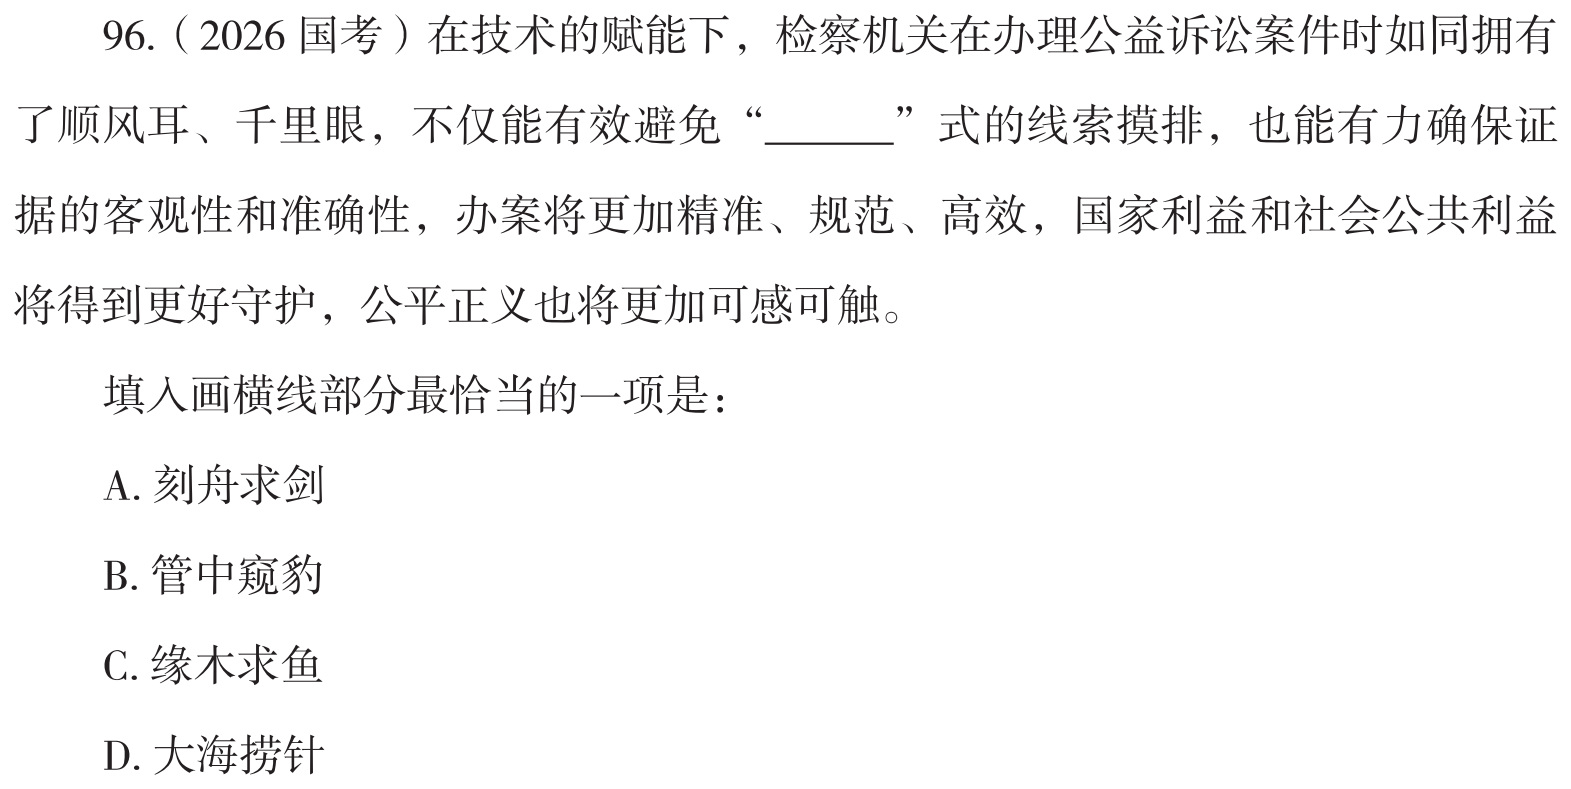 96.（2026 国考）在技术的赋能下，检察机关在办理公益诉讼案件时如同拥有
了顺风耳、千里眼，不仅能有效避免“______”式的线索摸排，也能有力确保证
据的客观性和准确性，办案将更加精准、规范、高效，国家利益和社会公共利益
将得到更好守护，公平正义也将更加可感可触。
填入画横线部分最恰当的一项是：
A. 刻舟求剑
B. 管中窥豹
C. 缘木求鱼
D. 大海捞针